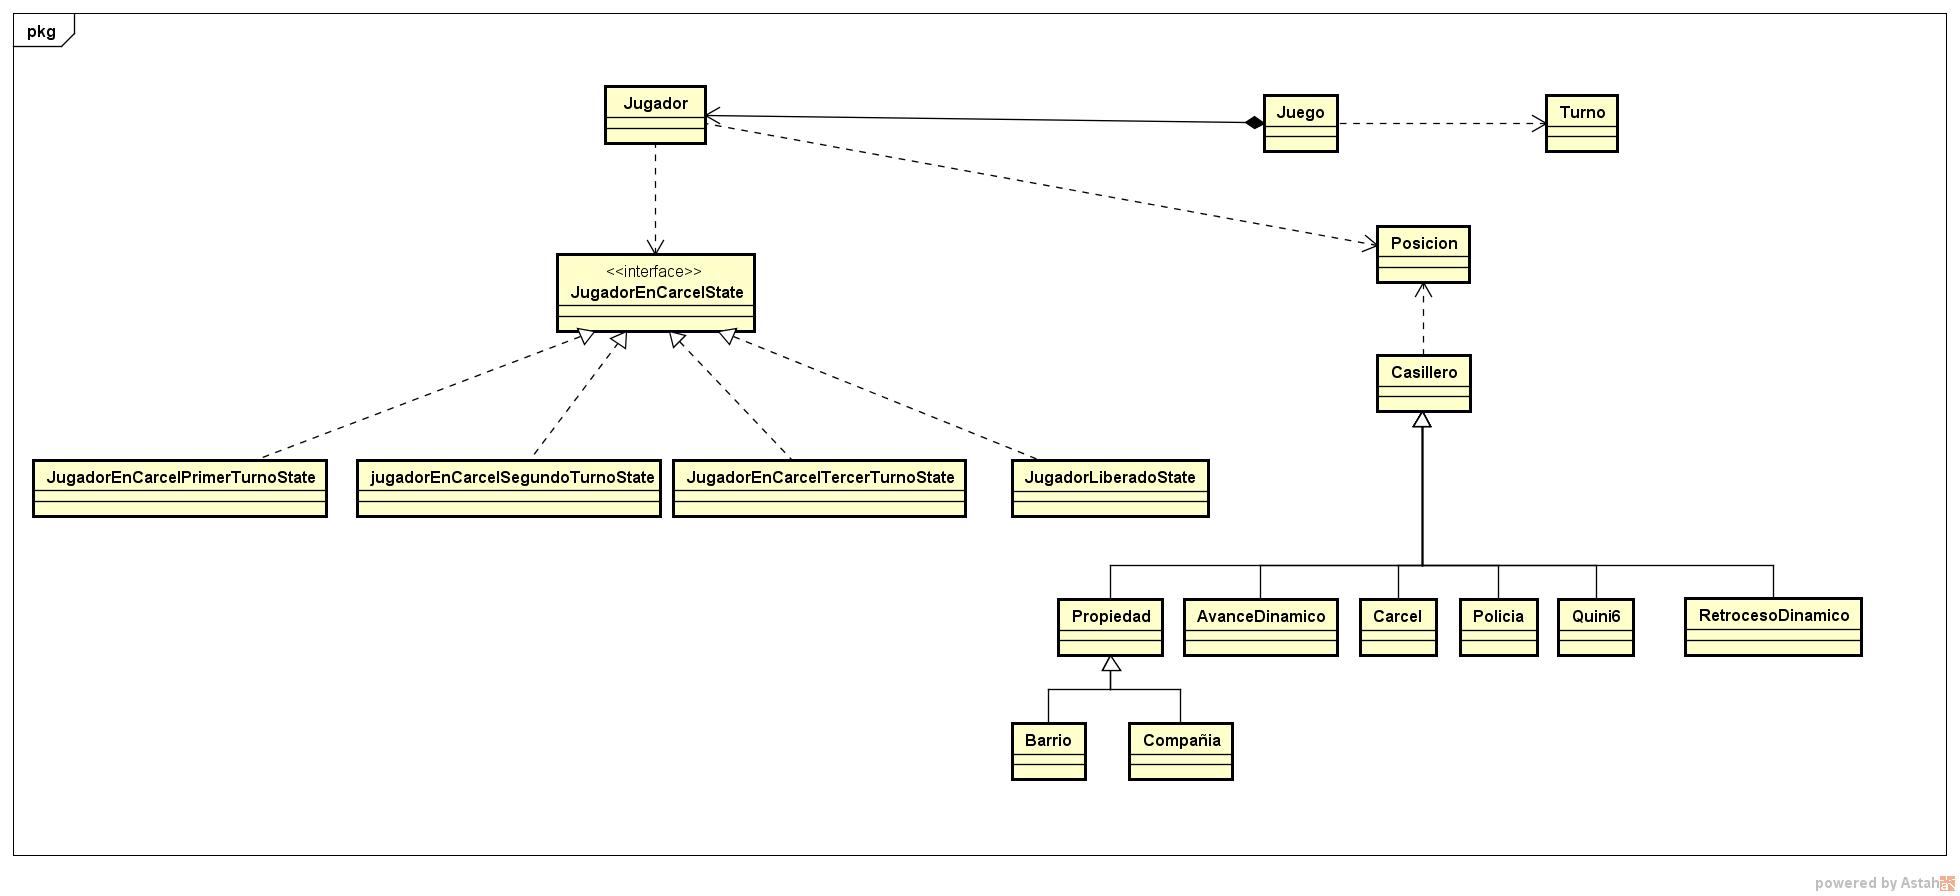 pkg
Jugador
Juego
Turno
Posicion
<<interface>>
JugadorEnCarcelState
Casillero
JugadorEnCarcelPrimerTurnoState
jugadorEnCarcelSegundoTurnoState
JugadorEnCarcelTercerTurnoState
JugadorLiberadoState
Propiedad
AvanceDinamico
Carcel
Policia
Quini6
RetrocesoDinamico
Barrio
Compañia
powered by Astah